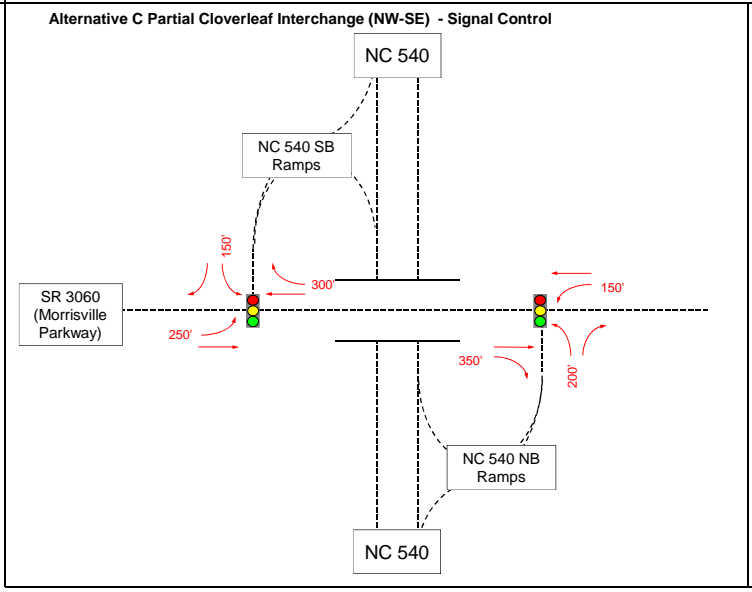 Alternative C Partial Cloverleaf Interchange (NW-SE)  - Signal Control
NC 540
NC 540 SB
Ramps
150'
300'
SR 3060
(Morrisville
Parkway)
250'
150'
350'
200'
NC 540 NB
Ramps
NC 540